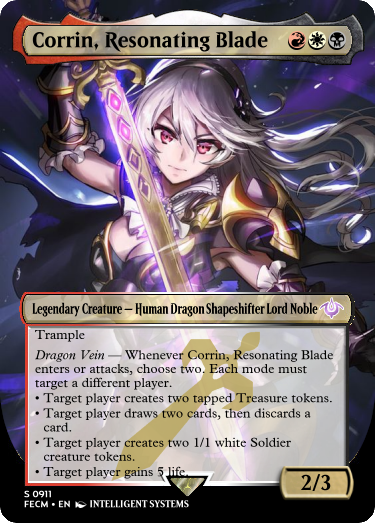 Corrin, Resonating Blade
Legendary Creature — Human Dragon Shapeshifter Lord Noble
Trample
Dragon Vein — Whenever Corrin, Resonating Blade
enters or attacks, choose two. Each mode must
target a different player.
• Target player creates two tapped Treasure tokens.
• Target player draws two cards, then discards a
card.
• Target player creates two 1/1 white Soldier
creature tokens.
• Target player gains 5 life.
2/3
S 0911
FECM • EN INTELLIGENT SYSTEMS